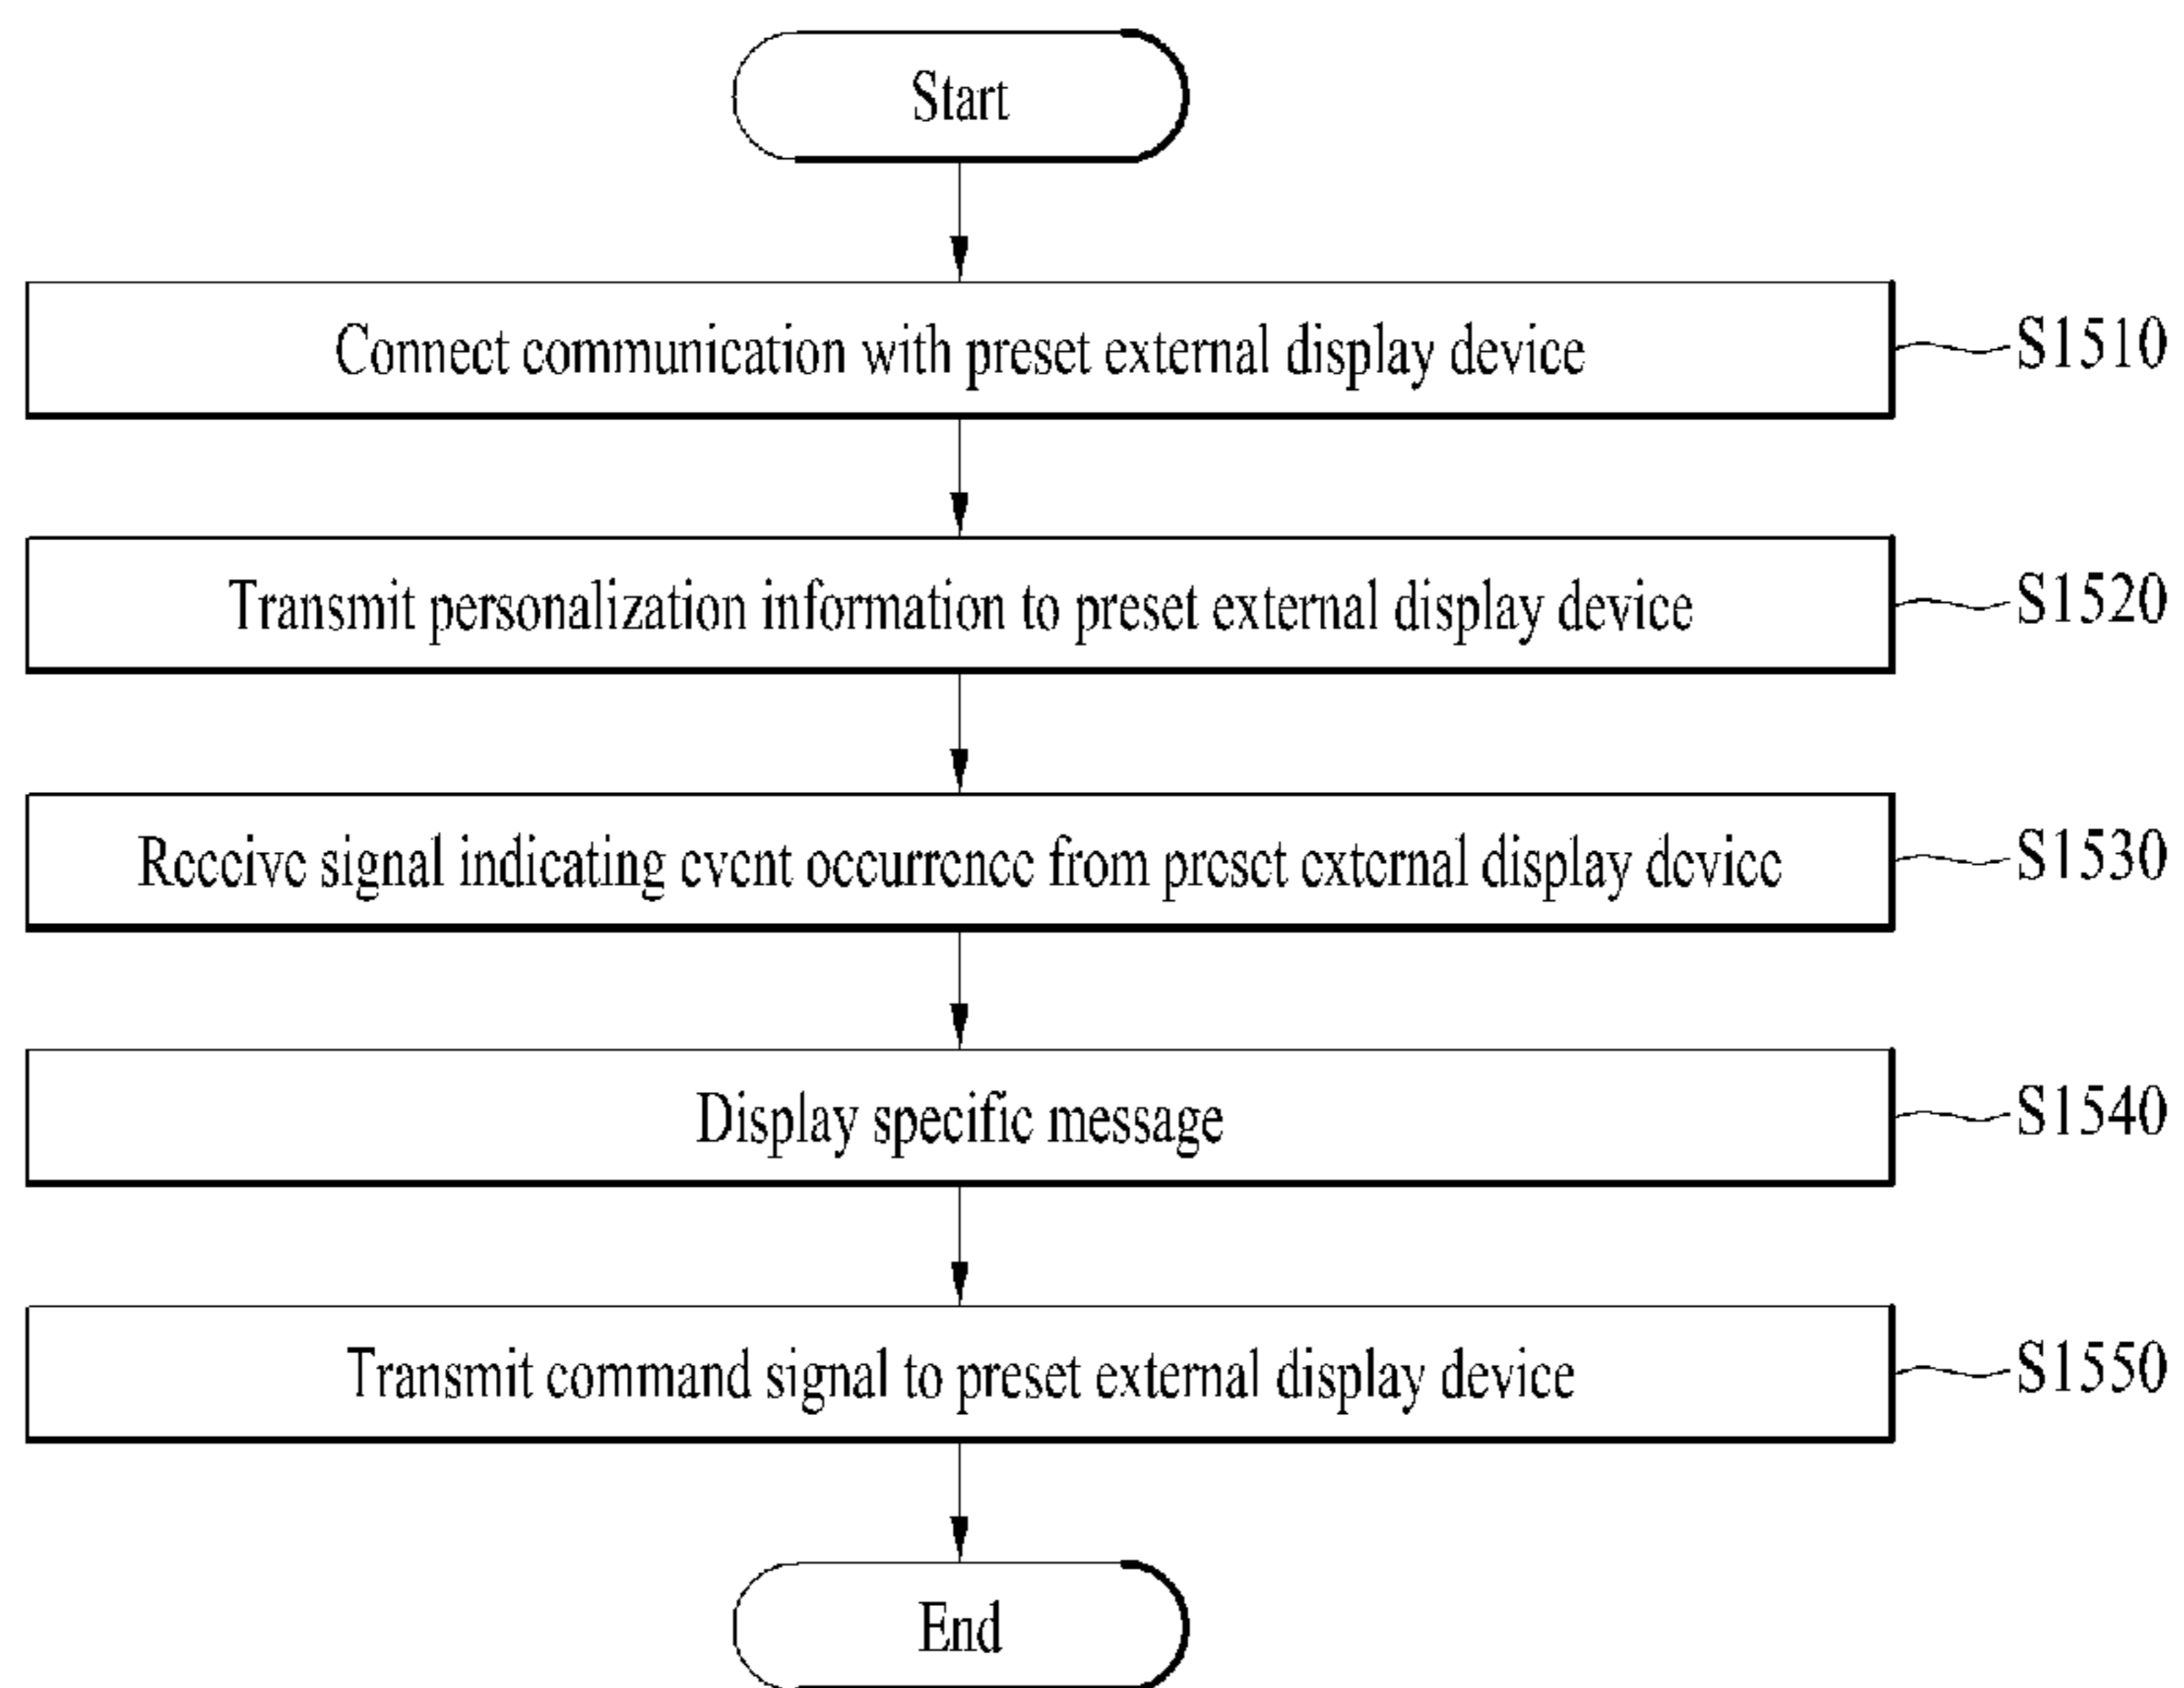 Start
Connect communication with preset external display device
S1510
Transmit personalization information to preset external display device
S1520
Receive signal indicating event occurrence from preset external display device
S1530
Display specific message
S1540
Transmit command signal to preset external display device
S1550
End